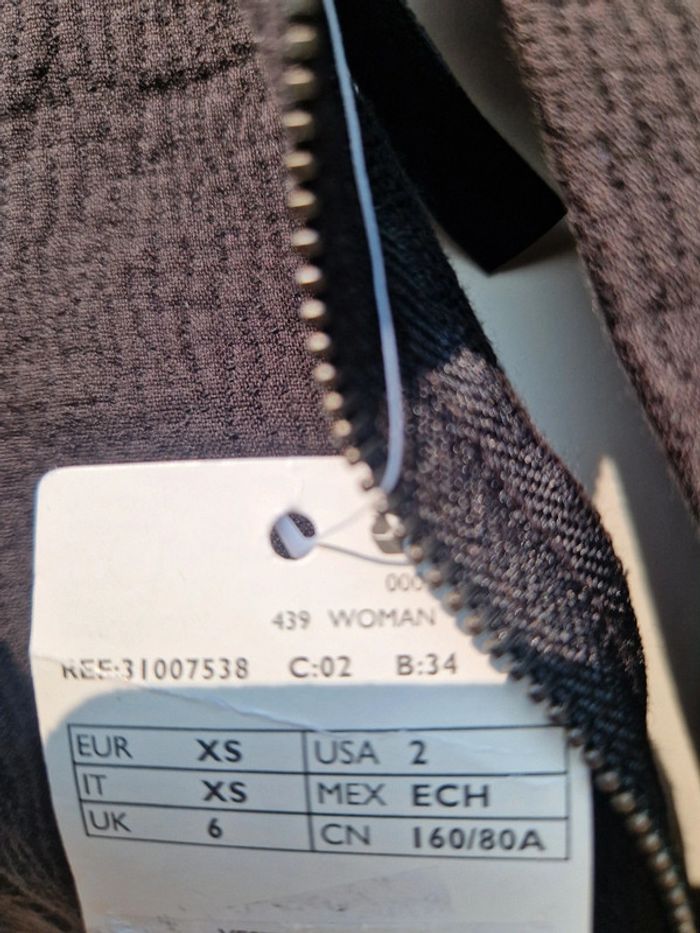 000
439 WOMAN
REF:31007538 C:02 B:34
EUR XS USA 2
IT XS MEX ECH
UK 6 CN 160/80A